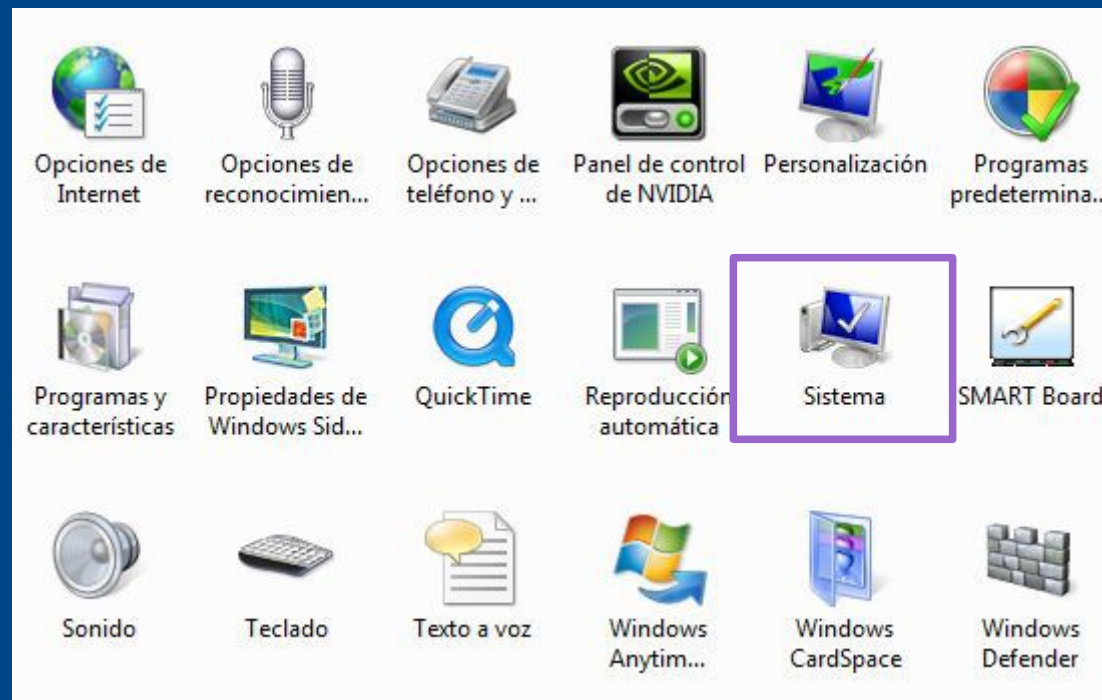 Opciones de Internet
Opciones de reconocimien...
Opciones de teléfono y ...
Panel de control de NVIDIA
Personalización
Programas predetermina...
Programas y características
Propiedades de Windows Sid...
QuickTime
Reproducción automática
Sistema
SMART Board
Sonido
Teclado
Texto a voz
Windows Anytim...
Windows CardSpace
Windows Defender